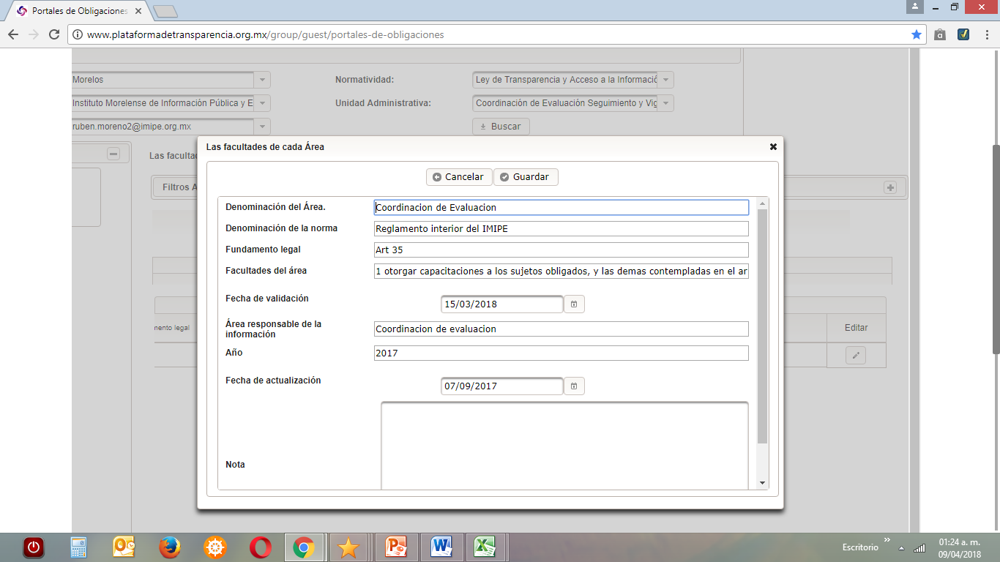 Portales de Obligaciones
www.plataformadetransparencia.org.mx/group/guest/portales-de-obligaciones
Morelos
Normatividad:
Ley de Transparencia y Acceso a la Informació
Instituto Morelense de Información Pública y E
Unidad Administrativa:
Coordinación de Evaluación Seguimiento y Vig
ruben.moreno2@imipe.org.mx
Buscar
Las facultades de cada Área
Las faculta
Cancelar
Guardar
Filtros A
Denominación del Área.
Coordinacion de Evaluacion
Denominación de la norma
Reglamento interior del IMIPE
Fundamento legal
Art 35
Facultades del área
1 otorgar capacitaciones a los sujetos obligados, y las demas contempladas en el ar
Fecha de validación
15/03/2018
Área responsable de la
información
Coordinacion de evaluacion
mento legal
Editar
Año
2017
Fecha de actualización
07/09/2017
Nota
Escritorio
01:24 a. m.
09/04/2018